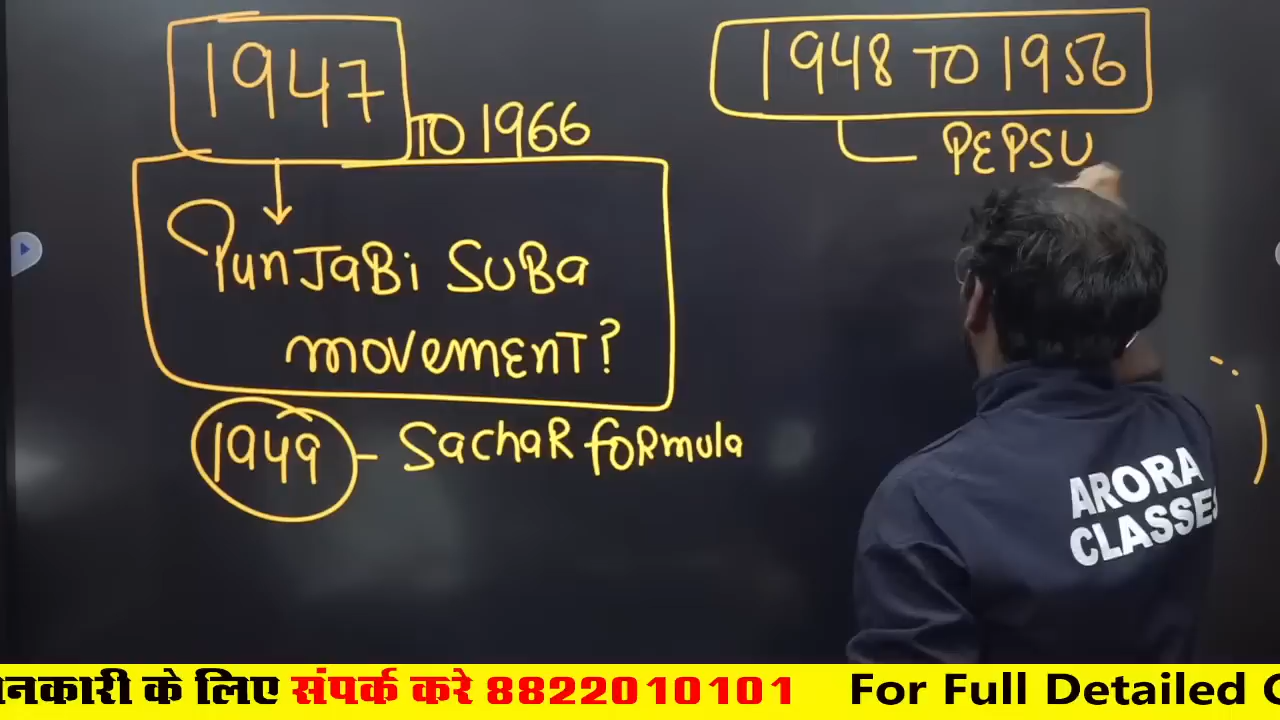 1947
TO 1966
PunJaBi SUBa
movemenT?
1949 - SachaR foRmula
1948 TO 1956
PEPSU
ARORA
CLASSES
के लिए संपर्क करे 8822010101 For Full Detailed